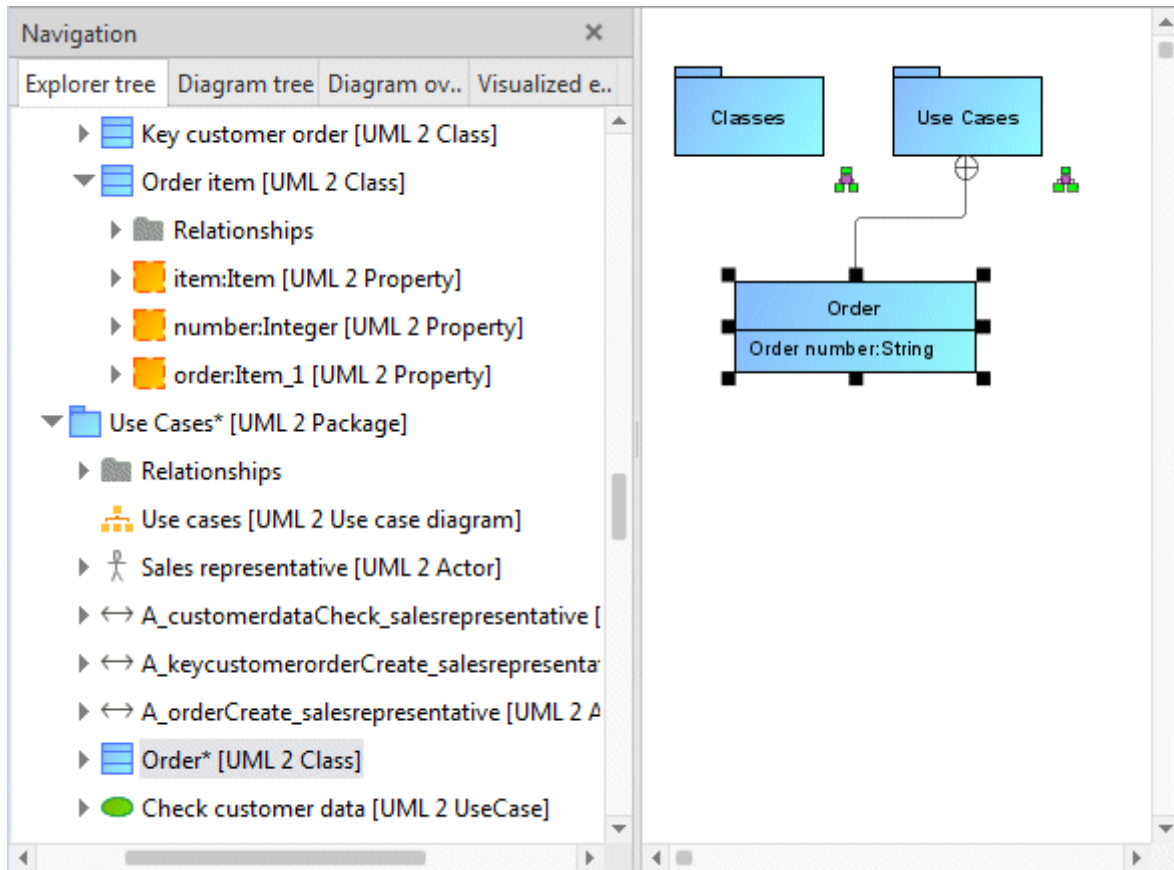 Navigation
Explorer tree
Diagram tree
Diagram ov..
Visualized e..
Key customer order [UML 2 Class]
Order item [UML 2 Class]
Relationships
item:Item [UML 2 Property]
number:Integer [UML 2 Property]
order:Item_1 [UML 2 Property]
Use Cases* [UML 2 Package]
Relationships
Use cases [UML 2 Use case diagram]
Sales representative [UML 2 Actor]
A_customerdataCheck_salesrepresentative [
A_keycustomerorderCreate_salesrepresenta
A_orderCreate_salesrepresentative [UML 2 A
Order* [UML 2 Class]
Check customer data [UML 2 UseCase]
Classes
Use Cases
Order
Order number:String